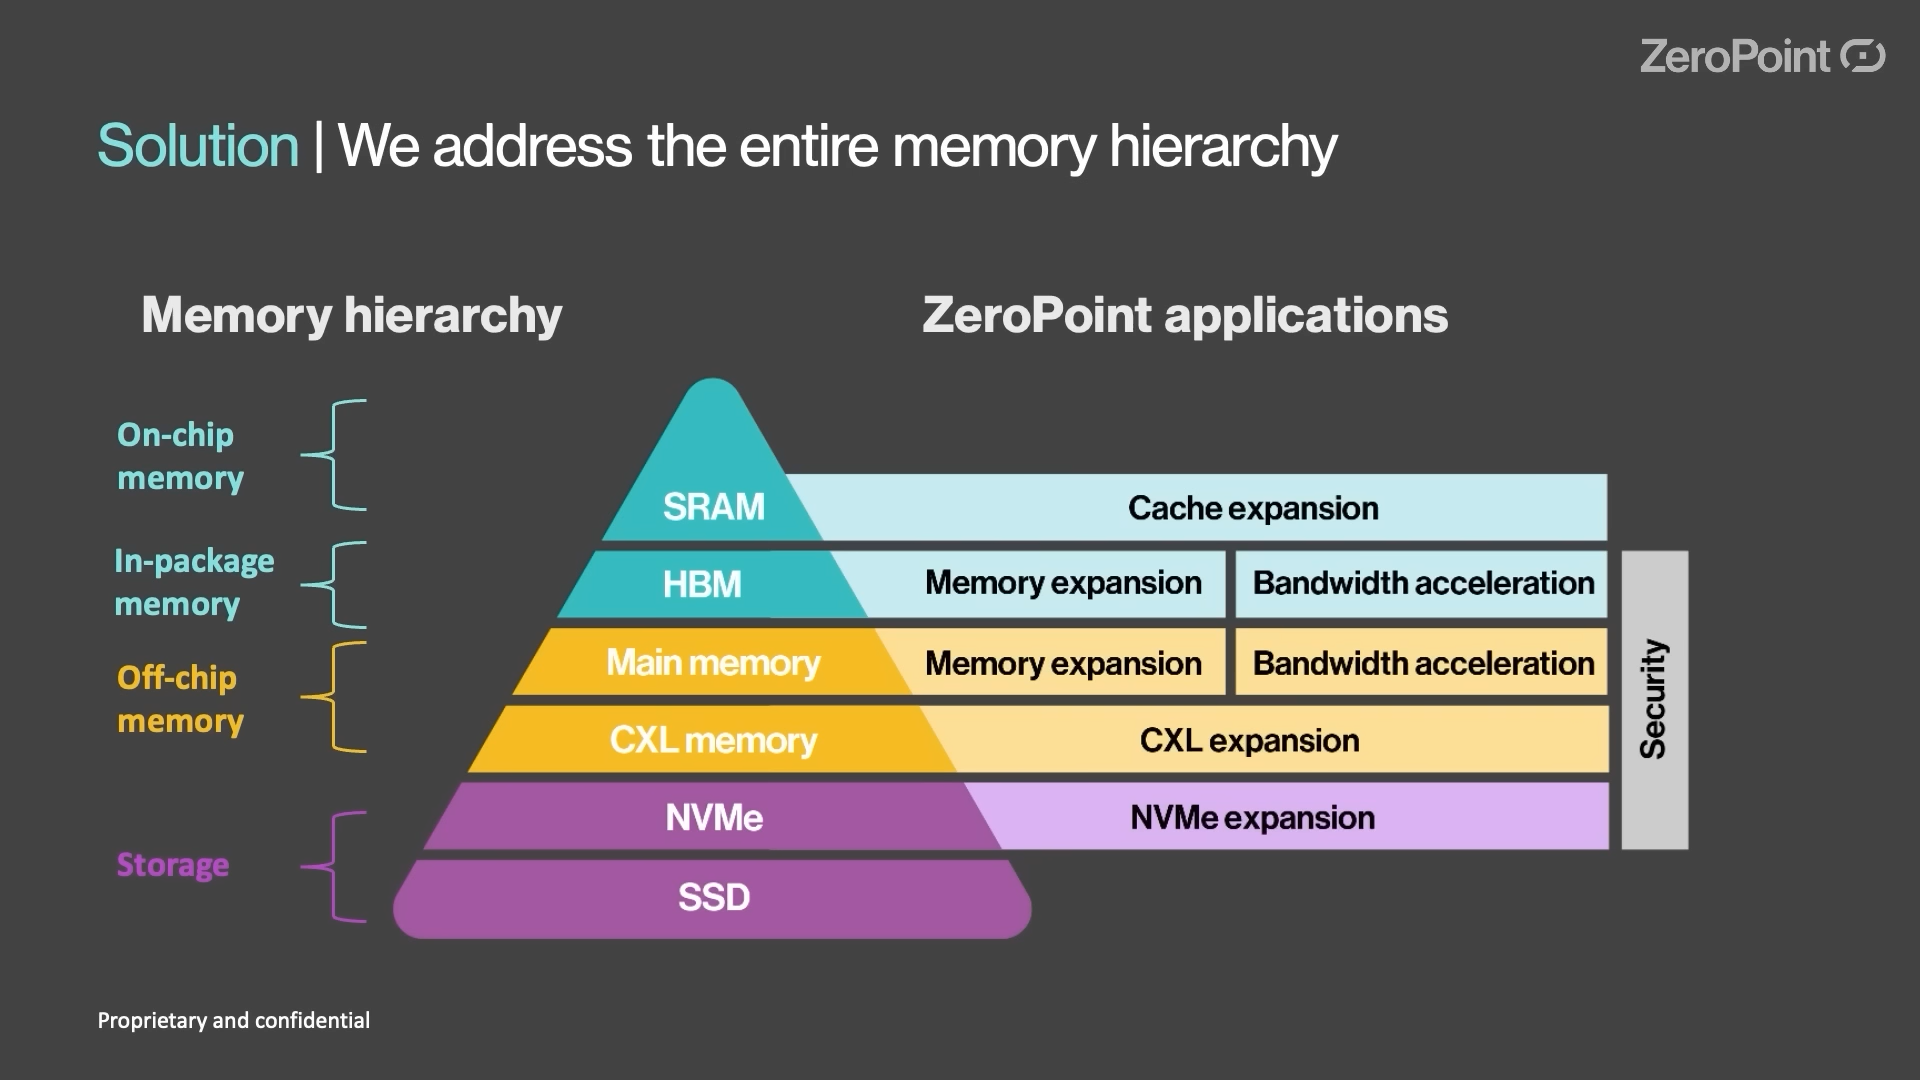 ZeroPoint
Solution | We address the entire memory hierarchy
Memory hierarchy
ZeroPoint applications
On-chip
memory
SRAM
Cache expansion
In-package
memory
HBM
Memory expansion
Bandwidth acceleration
Off-chip
memory
Main memory
Memory expansion
Bandwidth acceleration
CXL memory
CXL expansion
Security
Storage
NVMe
NVMe expansion
SSD
Proprietary and confidential